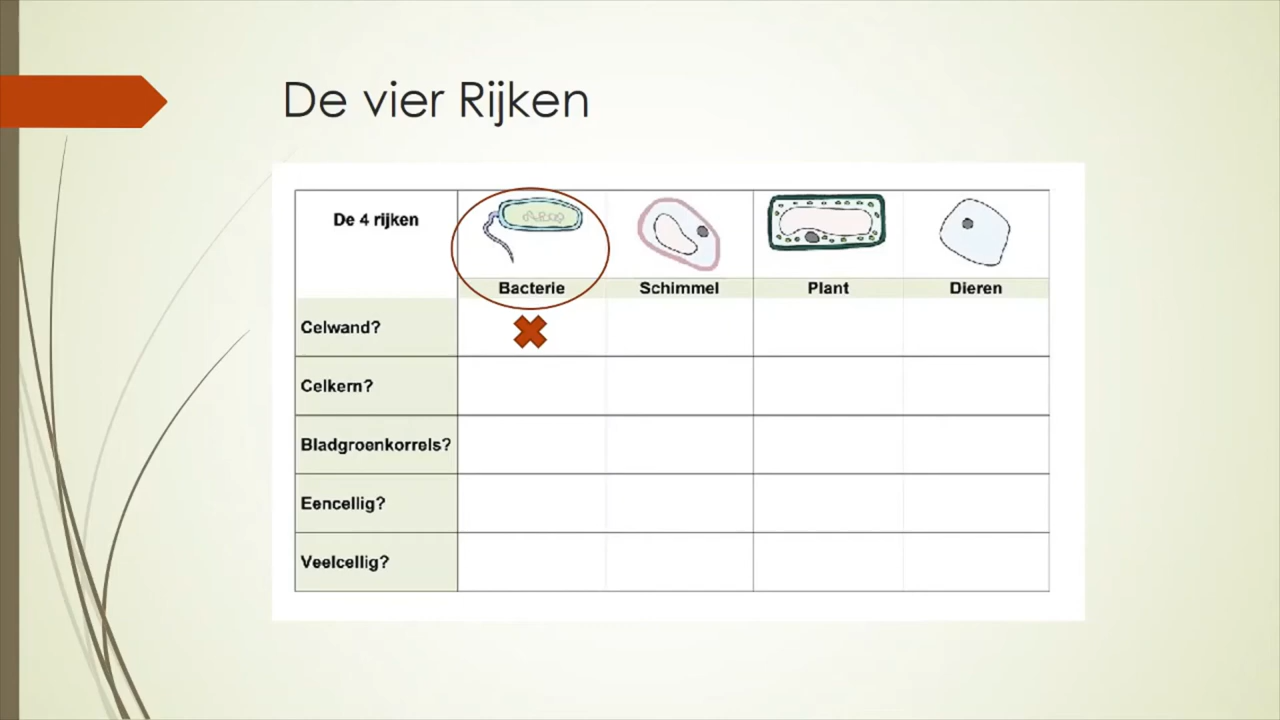 De vier Rijken
De 4 rijken
Bacterie Schimmel Plant Dieren
Celwand?
Celkern?
Bladgroenkorrels?
Eencellig?
Veelcellig?